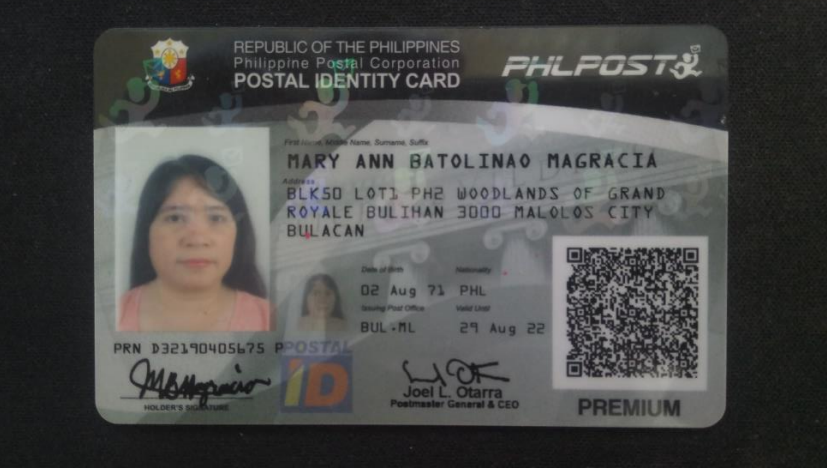 REPUBLIC OF THE PHILIPPINES
Philippine Postal Corporation
POSTAL IDENTITY CARD
PHLPOST
First Name, Middle Name, Surname, Suffix
MARY ANN BATOLINAO MAGRACIA
Address
BLK50 LOT1 PH2 WOODLANDS OF GRAND
ROYALE BULIHAN 3000 MALOLOS CITY
BULACAN
Date of Birth Nationality
02 Aug 71 PHL
Issuing Post Office Valid Until
BUL-ML 29 Aug 22
PRN D32190405675 P
POSTAL
iD
HOLDER'S SIGNATURE
Joel L. Otarra
Postmaster General & CEO
PREMIUM